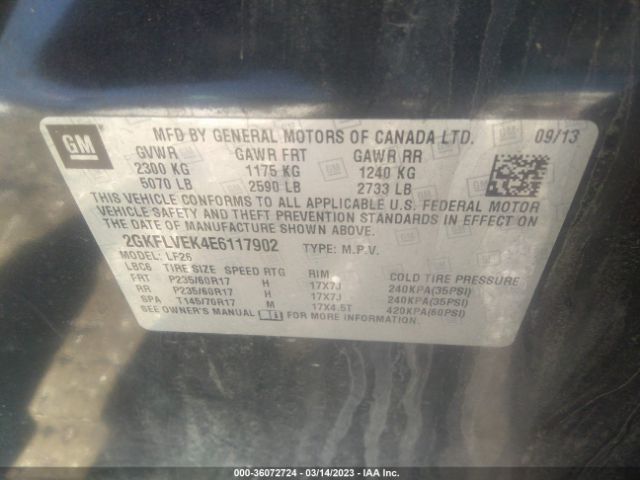 GM
MFD BY GENERAL MOTORS OF CANADA LTD. 09/13
GVWR GAWR FRT GAWR RR
2300 KG 1175 KG 1240 KG
5070 LB 2590 LB 2733 LB
THIS VEHICLE CONFORMS TO ALL APPLICABLE U.S. FEDERAL MOTOR
VEHICLE SAFETY AND THEFT PREVENTION STANDARDS IN EFFECT ON
THE DATE OF MANUFACTURE SHOWN ABOVE.
2GKFLVEK4E6117902 TYPE: M.P.V.
MODEL: LF26
LBC6 TIRE SIZE SPEED RTG RIM COLD TIRE PRESSURE
FRT P235/60R17 H 17X7J 240KPA(35PSI)
RR P235/60R17 H 17X7J 240KPA(35PSI)
SPA T145/70R17 M 17X4.5T 420KPA(60PSI)
SEE OWNER'S MANUAL FOR MORE INFORMATION.
000-36072724 - 03/14/2023 - IAA Inc.